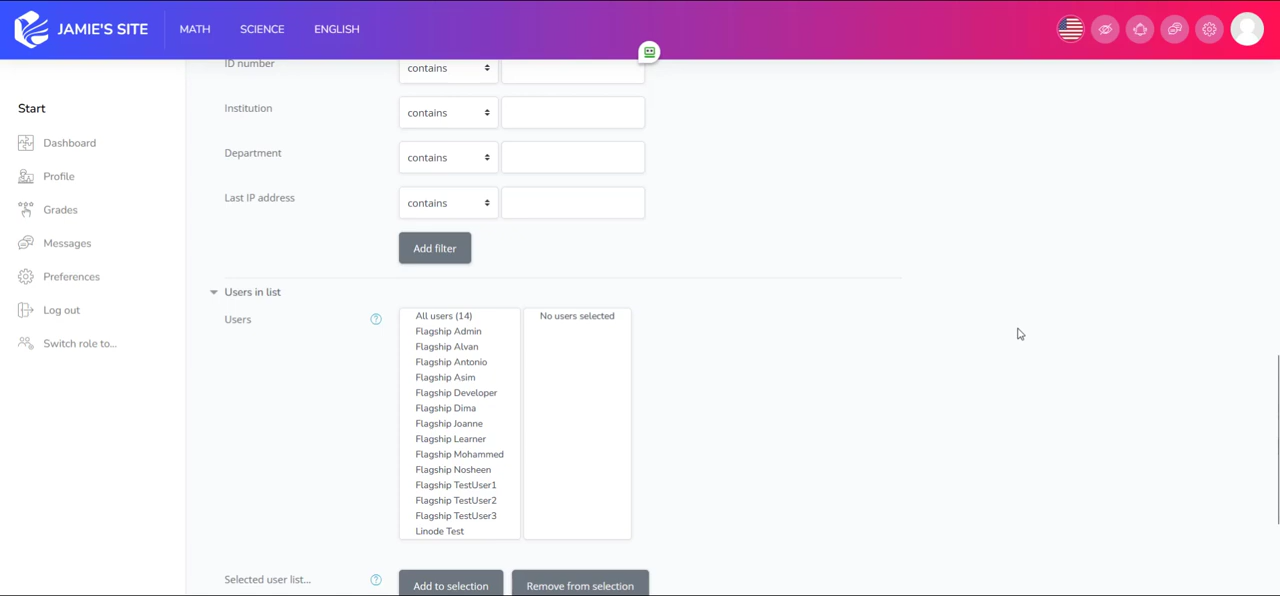 JAMIE'S SITE MATH SCIENCE ENGLISH
ID number contains
Start
Institution contains
Dashboard
Department contains
Profile
Last IP address contains
Grades
Messages
Add filter
Preferences
Users in list
Log out
Users
All users (14)
Flagship Admin
Flagship Alvan
Flagship Antonio
Flagship Asim
Flagship Developer
Flagship Dima
Flagship Joanne
Flagship Learner
Flagship Mohammed
Flagship Nosheen
Flagship TestUser1
Flagship TestUser2
Flagship TestUser3
Linode Test
No users selected
Switch role to...
Selected user list...
Add to selection
Remove from selection